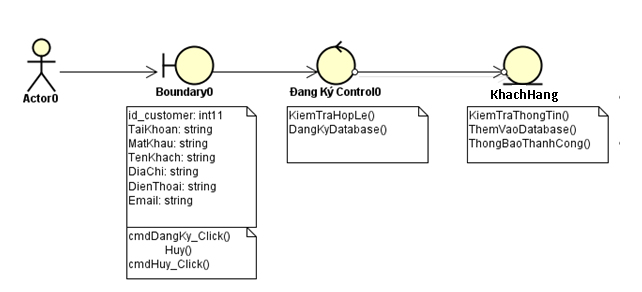 Actor0
Boundary0
Đang Ký Control0
KhachHang
id_customer: int11
TaiKhoan: string
MatKhau: string
TenKhach: string
DiaChi: string
DienThoai: string
Email: string
cmdDangKy_Click()
Huy()
cmdHuy_Click()
KiemTraHopLe()
DangKyDatabase()
KiemTraThongTin()
ThemVaoDatabase()
ThongBaoThanhCong()